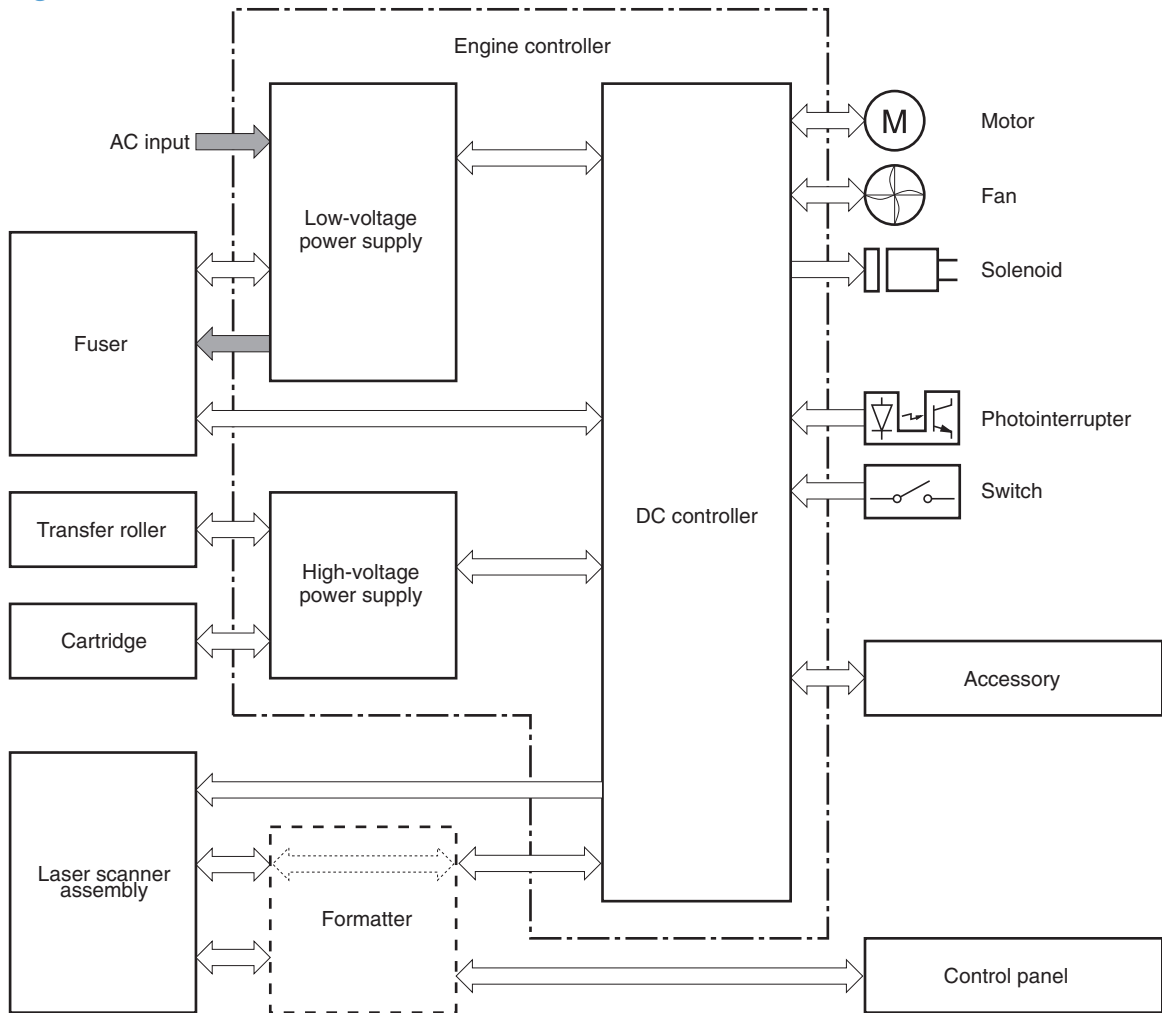 Engine controller
AC input
Low-voltage
power supply
Fuser
Transfer roller
Cartridge
High-voltage
power supply
DC controller
M
Motor
Fan
Solenoid
Photointerrupter
Switch
Accessory
Laser scanner
assembly
Formatter
Control panel